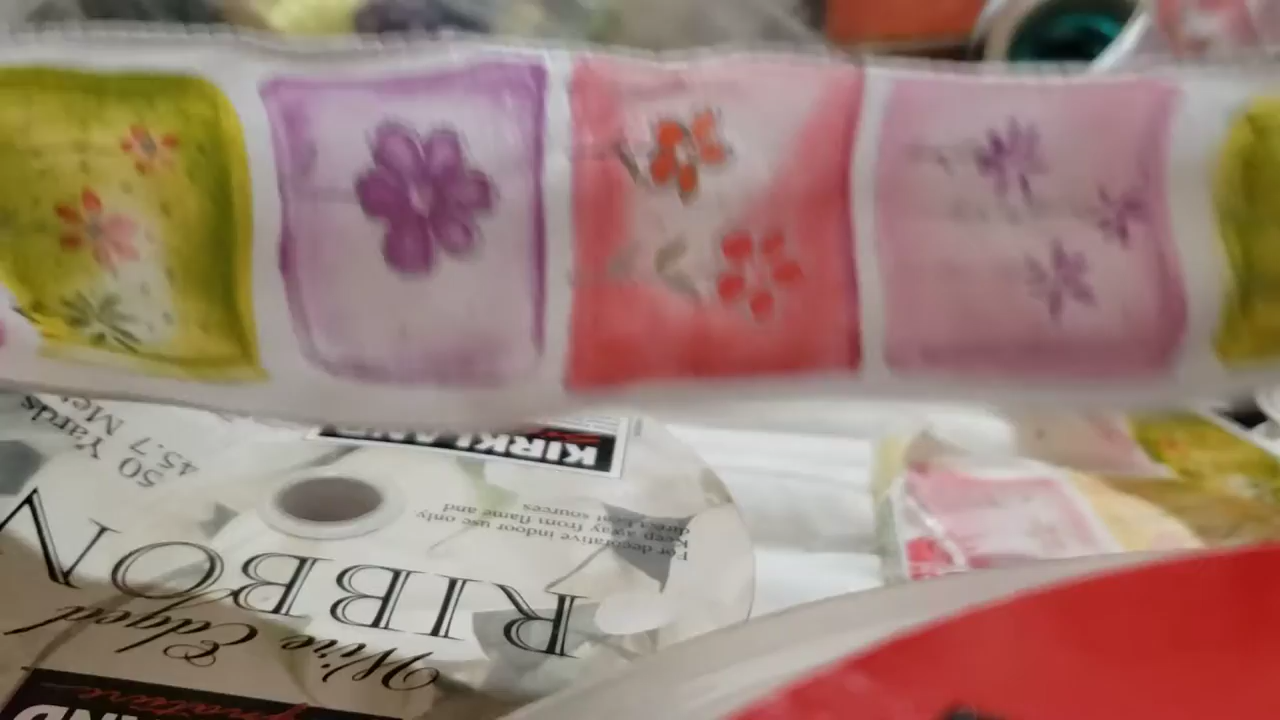 KIRKLAND
Wire Edged
RIBBON
50 Yards
45.7
For decorative indoor use only
Keep away from flame and
direct heat sources